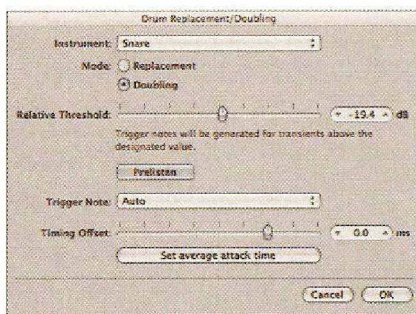 Drum Replacement/Doubling
Instrument: Snare
Mode: Replacement
Doubling
Relative Threshold: -19.4 dB
Trigger notes will be generated for transients above the
designated value.
Prelisten
Trigger Note: Auto
Timing Offset: 0.0 ms
Set average attack time
Cancel OK